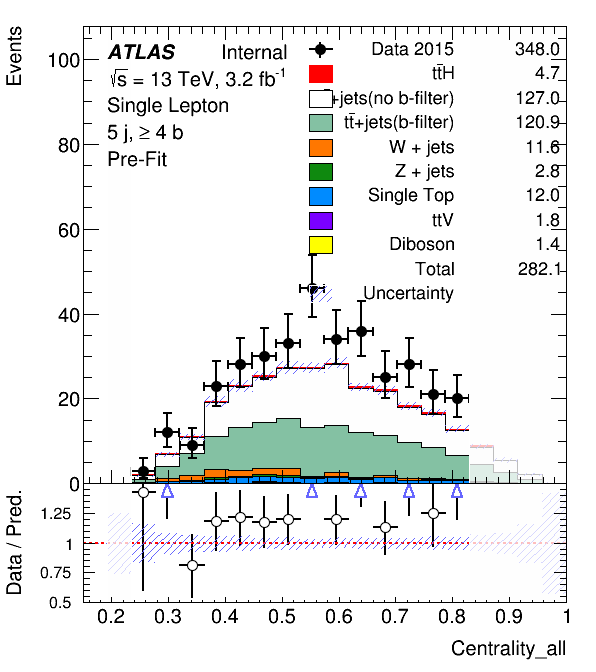 Events
100
80
60
40
20
0
ATLAS Internal
√s = 13 TeV, 3.2 fb⁻¹
Single Lepton
5 j, ≥ 4 b
Pre-Fit
Data 2015 348.0
tt̄H 4.7
+jets(no b-filter) 127.0
tt̄+jets(b-filter) 120.9
W + jets 11.6
Z + jets 2.8
Single Top 12.0
ttV 1.8
Diboson 1.4
Total 282.1
Uncertainty
Data / Pred.
1.25
1
0.75
0.5
0.2 0.3 0.4 0.5 0.6 0.7 0.8 0.9 1
Centrality_all